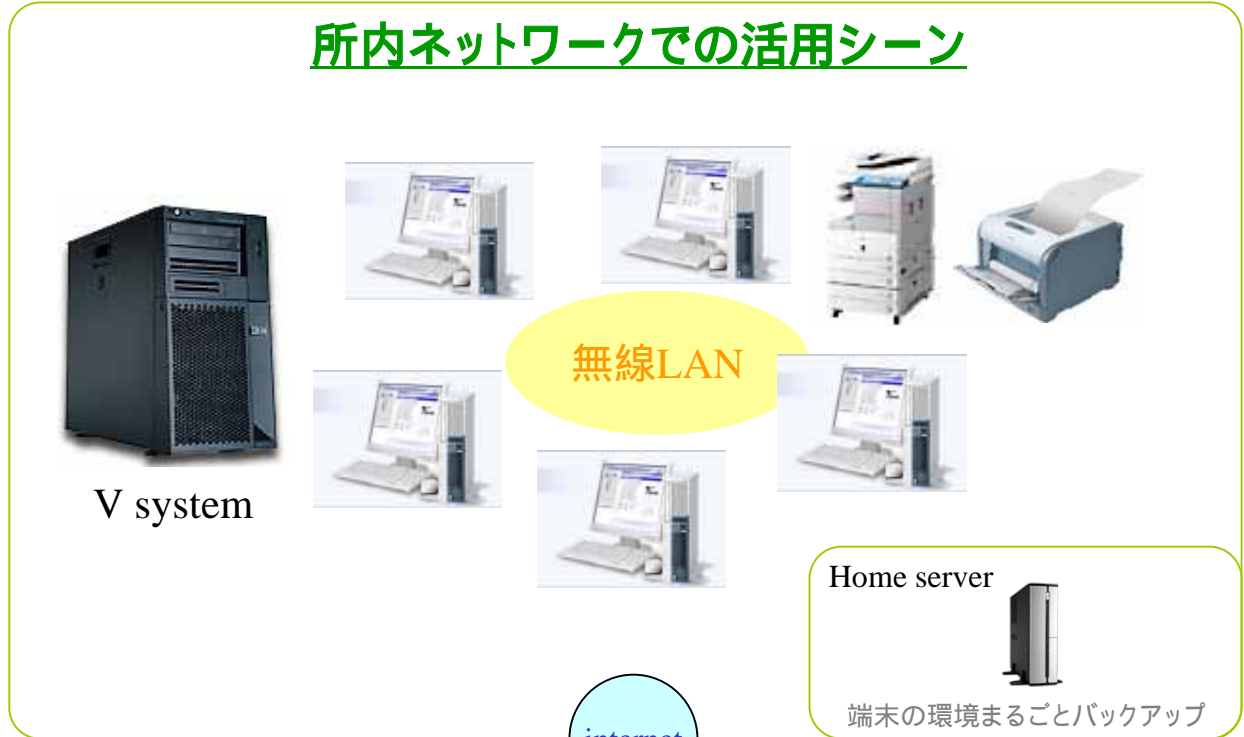 所内ネットワークでの活用シーン
無線LAN
V system
Home server
端末の環境まるごとバックアップ
internet